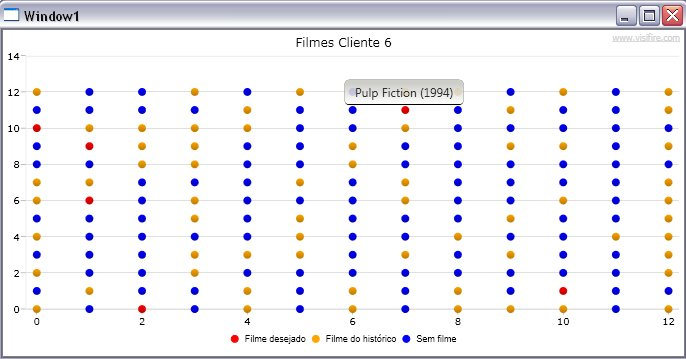 Window1
www.visifire.com
Filmes Cliente 6
14
12
Pulp Fiction (1994)
10
8
6
4
2
0
0 2 4 6 8 10 12
Filme desejado Filme do histórico Sem filme